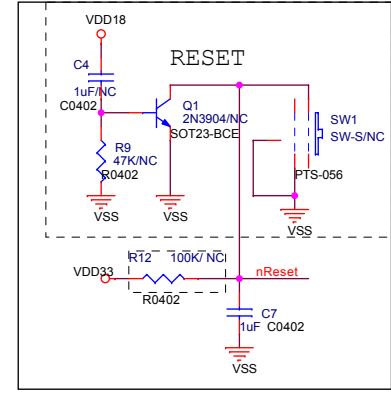 VDD18
RESET
C4
1uF/NC
C0402
Q1
2N3904/NC
SOT23-BCE
SW1
SW-S/NC
R9
47K/NC
R0402
PTS-056
VSS
VSS
VSS
R12 100K/ NC
VDD33
nReset
R0402
C7
1uF C0402
VSS